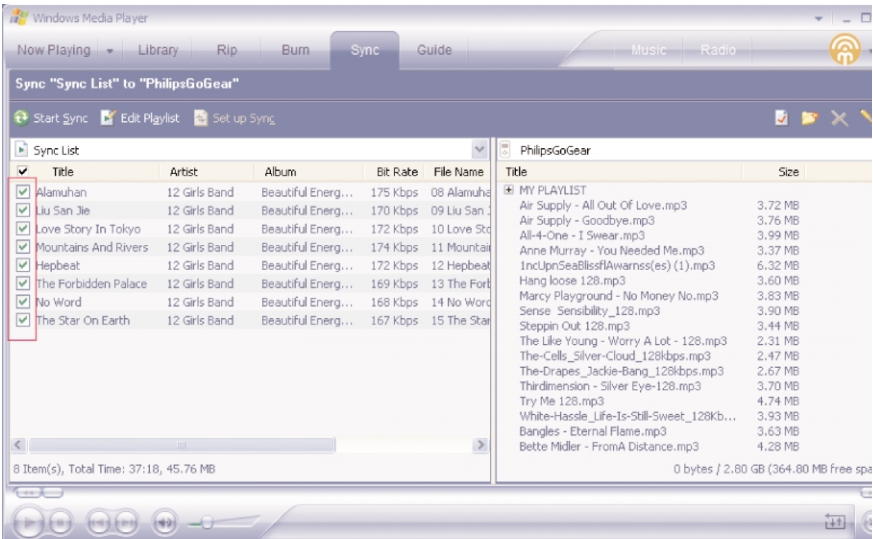 Windows Media Player
Now Playing Library Rip Burn Sync Guide Music Radio
Sync "Sync List" to "PhilipsGoGear"
Start Sync Edit Playlist Set up Sync
Sync List
Title Artist Album Bit Rate File Name
Alamuhan 12 Girls Band Beautiful Energ... 175 Kbps 08 Alamuha
Liu San Jie 12 Girls Band Beautiful Energ... 170 Kbps 09 Liu San
Love Story In Tokyo 12 Girls Band Beautiful Energ... 172 Kbps 10 Love Sto
Mountains And Rivers 12 Girls Band Beautiful Energ... 174 Kbps 11 Mountain
Hepbeat 12 Girls Band Beautiful Energ... 172 Kbps 12 Hepbeat
The Forbidden Palace 12 Girls Band Beautiful Energ... 169 Kbps 13 The Forb
No Word 12 Girls Band Beautiful Energ... 168 Kbps 14 No Word
The Star On Earth 12 Girls Band Beautiful Energ... 167 Kbps 15 The Star
8 Item(s), Total Time: 37:18, 45.76 MB
PhilipsGoGear
Title Size
MY PLAYLIST
Air Supply - All Out Of Love.mp3 3.72 MB
Air Supply - Goodbye.mp3 3.76 MB
All-4-One - I Swear.mp3 3.99 MB
Anne Murray - You Needed Me.mp3 3.37 MB
1ncUpnSeaBlissflAwarnss(es) (1).mp3 6.32 MB
Hang loose 128.mp3 3.60 MB
Marcy Playground - No Money No.mp3 3.83 MB
Sense Sensibility_128.mp3 3.90 MB
Steppin Out 128.mp3 3.44 MB
The Like Young - Worry A Lot - 128.mp3 2.31 MB
The-Cells_Silver-Cloud_128kbps.mp3 2.47 MB
The-Drapes_Jackie-Bang_128kbps.mp3 2.67 MB
Thirdimension - Silver Eye-128.mp3 3.70 MB
Try Me 128.mp3 4.74 MB
White-Hassle_Life-Is-Still-Sweet_128Kb... 3.93 MB
Bangles - Eternal Flame.mp3 3.63 MB
Bette Midler - FromA Distance.mp3 4.28 MB
0 bytes / 2.80 GB (364.80 MB free spa